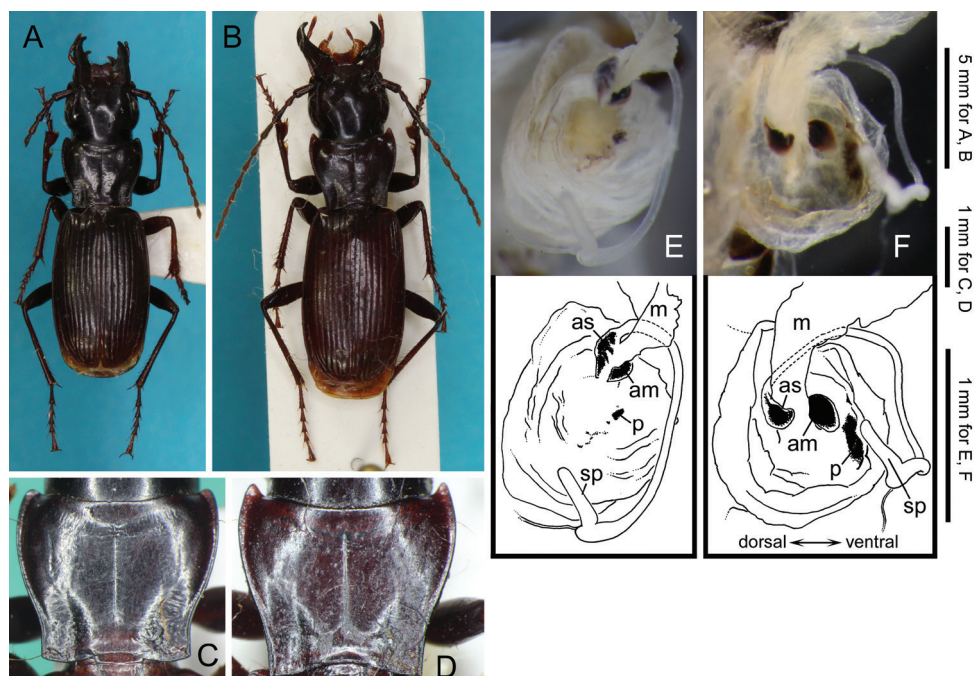 A
B
E
F
5 mm for A, B
1 mm for C, D
1 mm for E, F
m
as
am
p
sp
m
as
am
p
sp
dorsal ↔ ventral
C
D